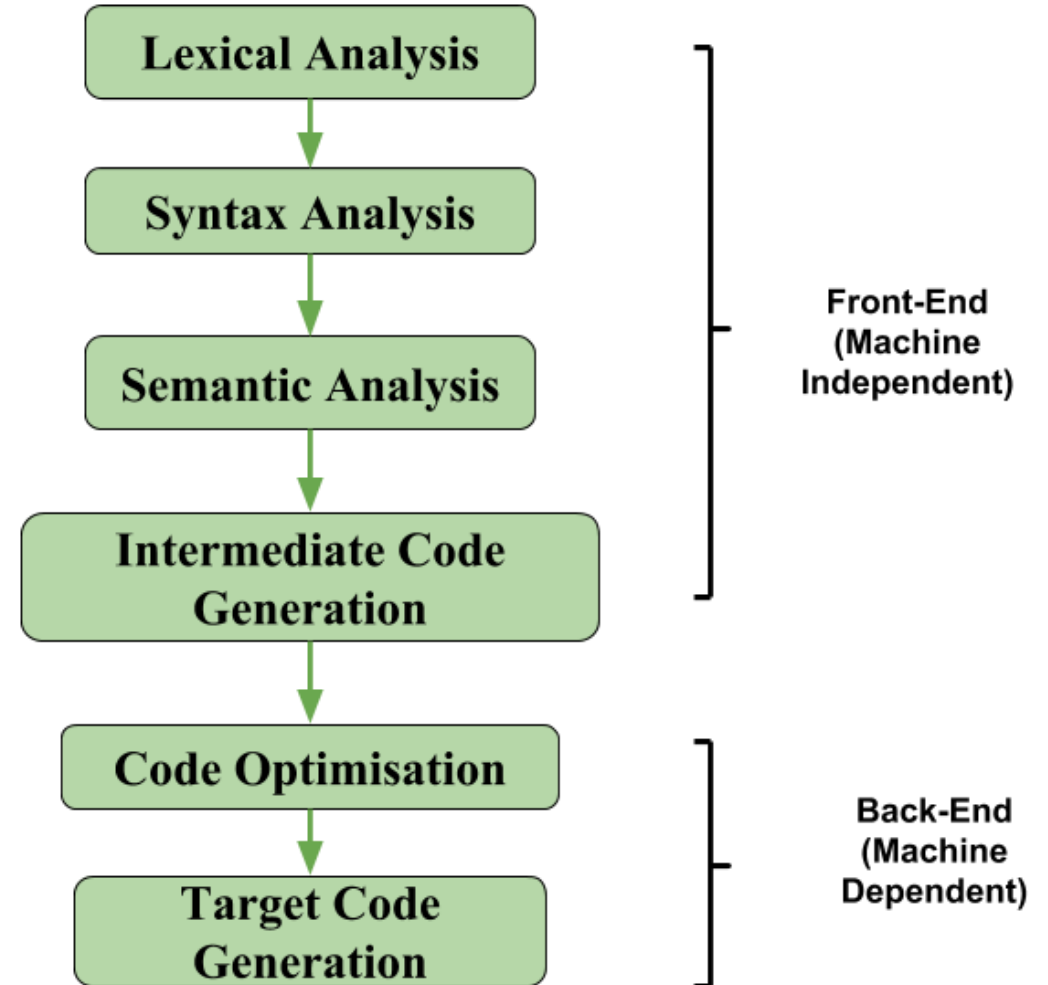 Lexical Analysis
Syntax Analysis
Semantic Analysis
Intermediate Code
Generation
Code Optimisation
Target Code
Generation
Front-End
(Machine
Independent)
Back-End
(Machine
Dependent)